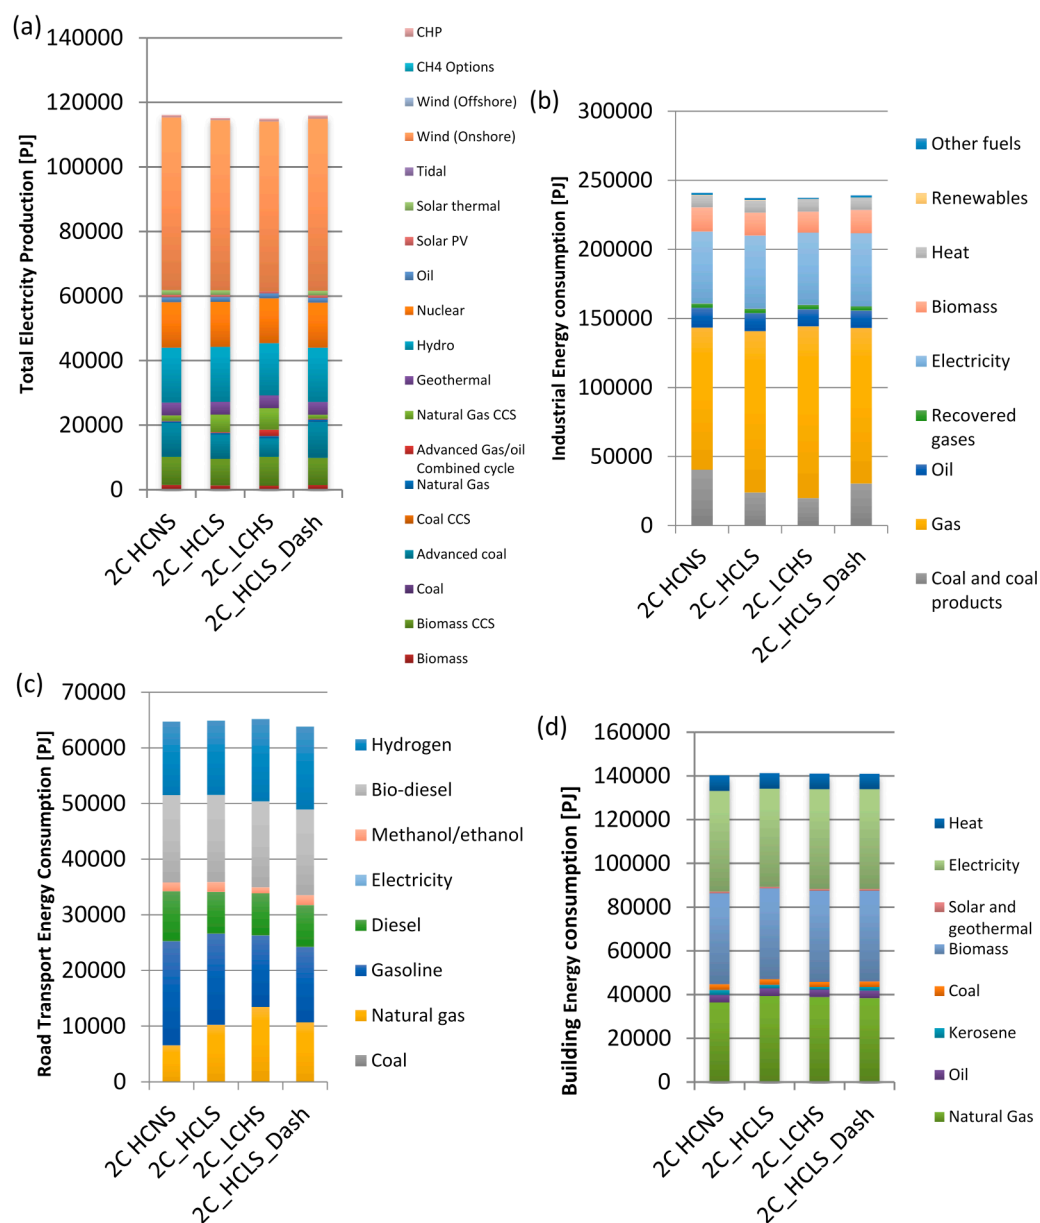 (a)
Total Electrcity Production [PJ]
140000
120000
100000
80000
60000
40000
20000
0
2C HCNS
2C_HCLS
2C_LCHS
2C_HCLS_Dash
CHP
CH4 Options
Wind (Offshore)
Wind (Onshore)
Tidal
Solar thermal
Solar PV
Oil
Nuclear
Hydro
Geothermal
Natural Gas CCS
Advanced Gas/oil
Combined cycle
Natural Gas
Coal CCS
Advanced coal
Coal
Biomass CCS
Biomass
(b)
Industrial Energy consumption [PJ]
300000
250000
200000
150000
100000
50000
0
2C HCNS
2C_HCLS
2C_LCHS
2C_HCLS_Dash
Other fuels
Renewables
Heat
Biomass
Electricity
Recovered
gases
Oil
Gas
Coal and coal
products
(c)
Road Transport Energy Consumption [PJ]
70000
60000
50000
40000
30000
20000
10000
0
2C HCNS
2C_HCLS
2C_LCHS
2C_HCLS_Dash
Hydrogen
Bio-diesel
Methanol/ethanol
Electricity
Diesel
Gasoline
Natural gas
Coal
(d)
Building Energy consumption [PJ]
160000
140000
120000
100000
80000
60000
40000
20000
0
2C HCNS
2C_HCLS
2C_LCHS
2C_HCLS_Dash
Heat
Electricity
Solar and
geothermal
Biomass
Coal
Kerosene
Oil
Natural Gas